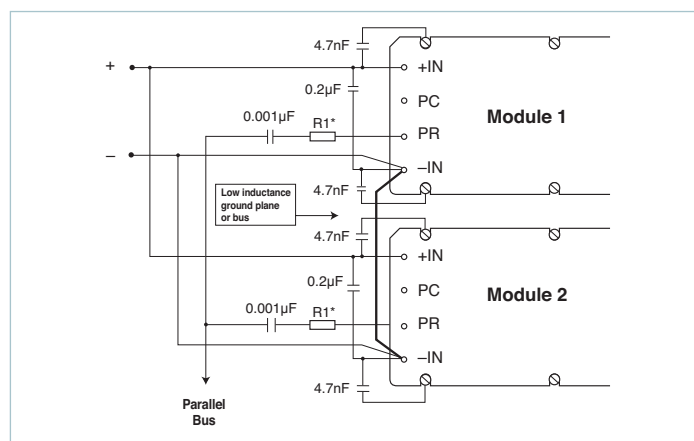 4.7nF
+
+IN
0.2µF
PC
Module 1
0.001µF
R1*
PR
–
–IN
4.7nF
Low inductance
ground plane
or bus
4.7nF
+IN
0.2µF
PC
Module 2
0.001µF
R1*
PR
–IN
4.7nF
Parallel
Bus